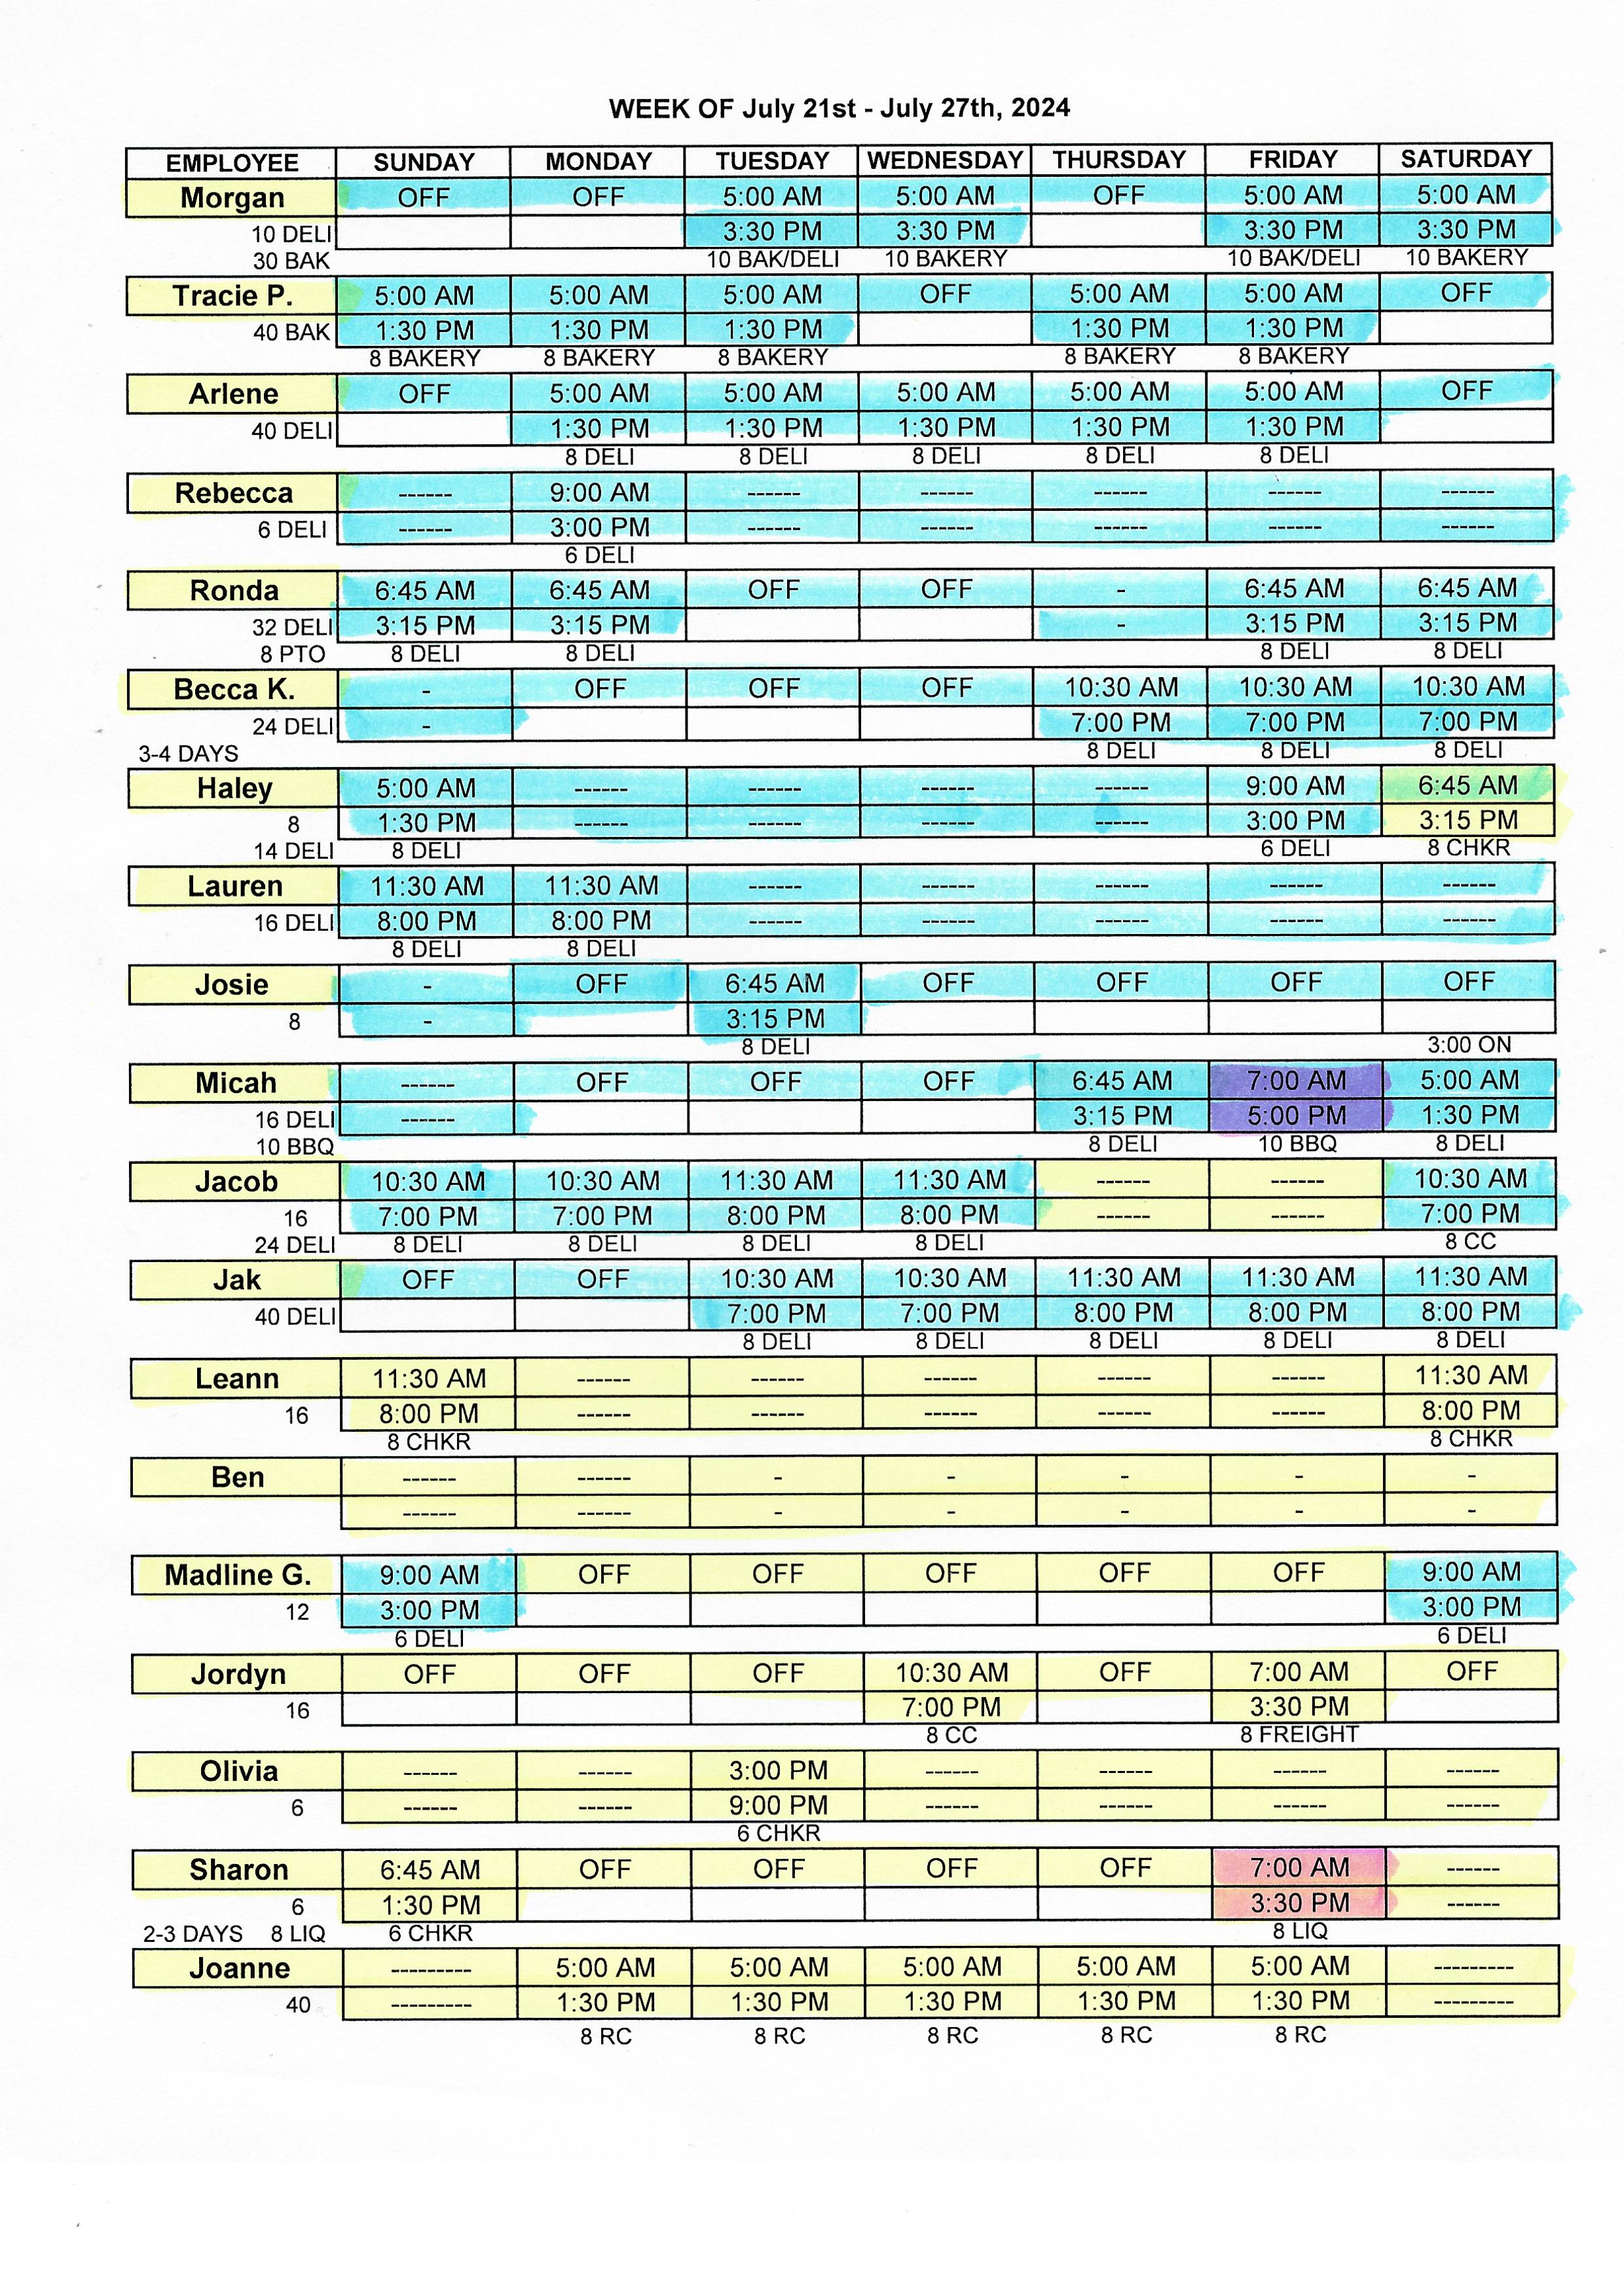 WEEK OF July 21st - July 27th, 2024
EMPLOYEE SUNDAY MONDAY TUESDAY WEDNESDAY THURSDAY FRIDAY SATURDAY
Morgan OFF OFF 5:00 AM 5:00 AM OFF 5:00 AM 5:00 AM
10 DELI 3:30 PM 3:30 PM 3:30 PM 3:30 PM
30 BAK 10 BAK/DELI 10 BAKERY 10 BAK/DELI 10 BAKERY
Tracie P. 5:00 AM 5:00 AM 5:00 AM OFF 5:00 AM 5:00 AM OFF
40 BAK 1:30 PM 1:30 PM 1:30 PM 1:30 PM 1:30 PM
8 BAKERY 8 BAKERY 8 BAKERY 8 BAKERY 8 BAKERY
Arlene OFF 5:00 AM 5:00 AM 5:00 AM 5:00 AM 5:00 AM OFF
40 DELI 1:30 PM 1:30 PM 1:30 PM 1:30 PM 1:30 PM
8 DELI 8 DELI 8 DELI 8 DELI 8 DELI
Rebecca ------ 9:00 AM ------ ------ ------ ------ ------
6 DELI ------ 3:00 PM ------ ------ ------ ------ ------
6 DELI
Ronda 6:45 AM 6:45 AM OFF OFF - 6:45 AM 6:45 AM
32 DELI 3:15 PM 3:15 PM - 3:15 PM 3:15 PM
8 PTO 8 DELI 8 DELI 8 DELI 8 DELI
Becca K. - OFF OFF OFF 10:30 AM 10:30 AM 10:30 AM
24 DELI - 7:00 PM 7:00 PM 7:00 PM
3-4 DAYS 8 DELI 8 DELI 8 DELI
Haley 5:00 AM ------ ------ ------ ------ 9:00 AM 6:45 AM
8 1:30 PM ------ ------ ------ ------ 3:00 PM 3:15 PM
14 DELI 8 DELI 6 DELI 8 CHKR
Lauren 11:30 AM 11:30 AM ------ ------ ------ ------ ------
16 DELI 8:00 PM 8:00 PM ------ ------ ------ ------ ------
8 DELI 8 DELI
Josie - OFF 6:45 AM OFF OFF OFF OFF
8 - 3:15 PM
8 DELI 3:00 ON
Micah ------ OFF OFF OFF 6:45 AM 7:00 AM 5:00 AM
16 DELI ------ 3:15 PM 5:00 PM 1:30 PM
10 BBQ 8 DELI 10 BBQ 8 DELI
Jacob 10:30 AM 10:30 AM 11:30 AM 11:30 AM ------ ------ 10:30 AM
16 7:00 PM 7:00 PM 8:00 PM 8:00 PM ------ ------ 7:00 PM
24 DELI 8 DELI 8 DELI 8 DELI 8 DELI 8 CC
Jak OFF OFF 10:30 AM 10:30 AM 11:30 AM 11:30 AM 11:30 AM
40 DELI 7:00 PM 7:00 PM 8:00 PM 8:00 PM 8:00 PM
8 DELI 8 DELI 8 DELI 8 DELI 8 DELI
Leann 11:30 AM ------ ------ ------ ------ ------ 11:30 AM
16 8:00 PM ------ ------ ------ ------ ------ 8:00 PM
8 CHKR 8 CHKR
Ben ------ ------ - - - - -
------ ------ - - - - -
Madline G. 9:00 AM OFF OFF OFF OFF OFF 9:00 AM
12 3:00 PM 3:00 PM
6 DELI 6 DELI
Jordyn OFF OFF OFF 10:30 AM OFF 7:00 AM OFF
16 7:00 PM 3:30 PM
8 CC 8 FREIGHT
Olivia ------ ------ 3:00 PM ------ ------ ------ ------
6 ------ ------ 9:00 PM ------ ------ ------ ------
6 CHKR
Sharon 6:45 AM OFF OFF OFF OFF 7:00 AM ------
6 1:30 PM 3:30 PM ------
2-3 DAYS 8 LIQ 6 CHKR 8 LIQ
Joanne --------- 5:00 AM 5:00 AM 5:00 AM 5:00 AM 5:00 AM ---------
40 --------- 1:30 PM 1:30 PM 1:30 PM 1:30 PM 1:30 PM ---------
8 RC 8 RC 8 RC 8 RC 8 RC